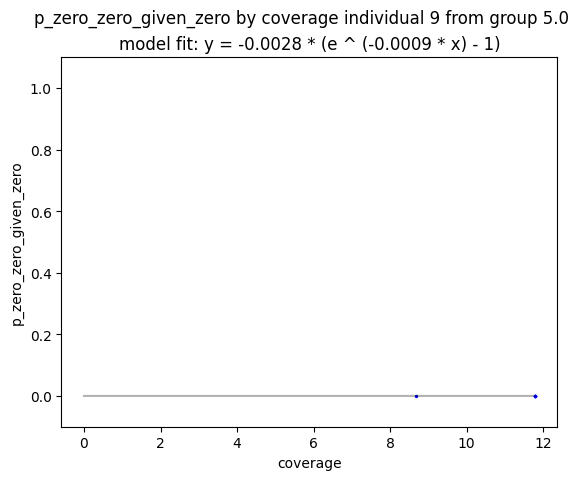 p_zero_zero_given_zero by coverage individual 9 from group 5.0
model fit: y = -0.0028 * (e ^ (-0.0009 * x) - 1)
1.0
0.8
0.6
0.4
0.2
0.0
p_zero_zero_given_zero
0 2 4 6 8 10 12
coverage